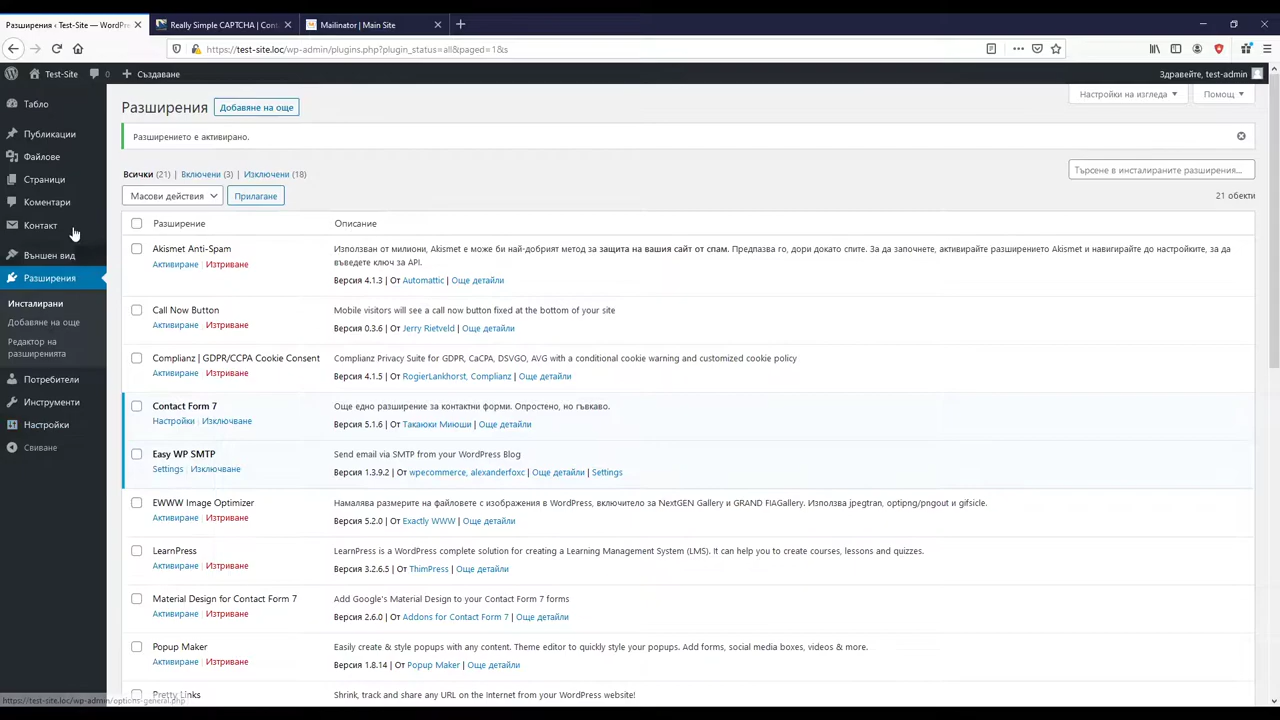 Разширения ‹ Test-Site — WordPre
Really Simple CAPTCHA | Cont
Mailinator | Main Site
https://test-site.loc/wp-admin/plugins.php?plugin_status=all&paged=1&s
Test-Site
0
Създаване
Здравейте, test-admin
Табло
Публикации
Файлове
Страници
Коментари
Контакт
Външен вид
Разширения
Инсталирани
Добавяне на още
Редактор на
разширенията
Потребители
Инструменти
Настройки
Свиване
Разширения
Добавяне на още
Настройки на изгледа
Помощ
Разширението е активирано.
Всички (21) | Включени (3) | Изключени (18)
Търсене в инсталираните разширения...
Масови действия
Прилагане
21 обекти
Разширение
Описание
Akismet Anti-Spam
Активиране | Изтриване
Използван от милиони, Akismet е може би най-добрият метод за защита на вашия сайт от спам. Предпазва го, дори докато спите. За да започнете, активирайте разширението Akismet и навигирайте до настройките, за да
въведете ключ за API.
Версия 4.1.3 | От Automattic | Още детайли
Call Now Button
Активиране | Изтриване
Mobile visitors will see a call now button fixed at the bottom of your site
Версия 0.3.6 | От Jerry Rietveld | Още детайли
Complianz | GDPR/CCPA Cookie Consent
Активиране | Изтриване
Complianz Privacy Suite for GDPR, CaCPA, DSVGO, AVG with a conditional cookie warning and customized cookie policy
Версия 4.1.5 | От RogierLankhorst, Complianz | Още детайли
Contact Form 7
Настройки | Изключване
Още едно разширение за контактни форми. Опростено, но гъвкаво.
Версия 5.1.6 | От Такаюки Миюши | Още детайли
Easy WP SMTP
Settings | Изключване
Send email via SMTP from your WordPress Blog
Версия 1.3.9.2 | От wpecommerce, alexanderfoxc | Още детайли | Settings
EWWW Image Optimizer
Активиране | Изтриване
Намалява размерите на файловете с изображения в WordPress, включително за NextGEN Gallery и GRAND FlAGallery. Използва jpegtran, optipng/pngout и gifsicle.
Версия 5.2.0 | От Exactly WWW | Още детайли
LearnPress
Активиране | Изтриване
LearnPress is a WordPress complete solution for creating a Learning Management System (LMS). It can help you to create courses, lessons and quizzes.
Версия 3.2.6.5 | От ThimPress | Още детайли
Material Design for Contact Form 7
Активиране | Изтриване
Add Google's Material Design to your Contact Form 7 forms
Версия 2.6.0 | От Addons for Contact Form 7 | Още детайли
Popup Maker
Активиране | Изтриване
Easily create & style popups with any content. Theme editor to quickly style your popups. Add forms, social media boxes, videos & more.
Версия 1.8.14 | От Popup Maker | Още детайли
Pretty Links
Shrink, track and share any URL on the Internet from your WordPress website!
https://test-site.loc/wp-admin/options-general.php